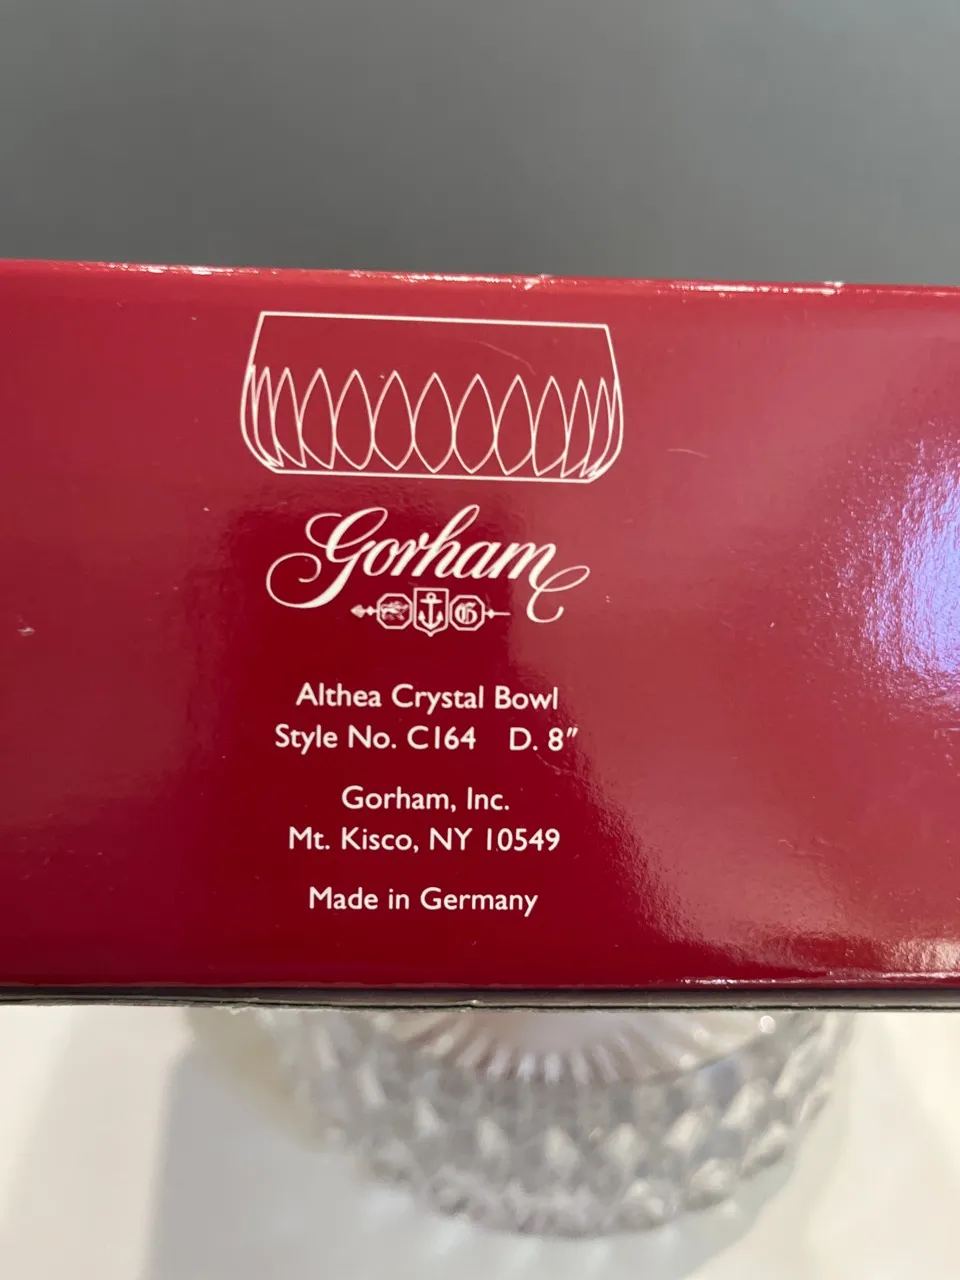 Gorham
G
Althea Crystal Bowl
Style No. C164 D. 8"
Gorham, Inc.
Mt. Kisco, NY 10549
Made in Germany